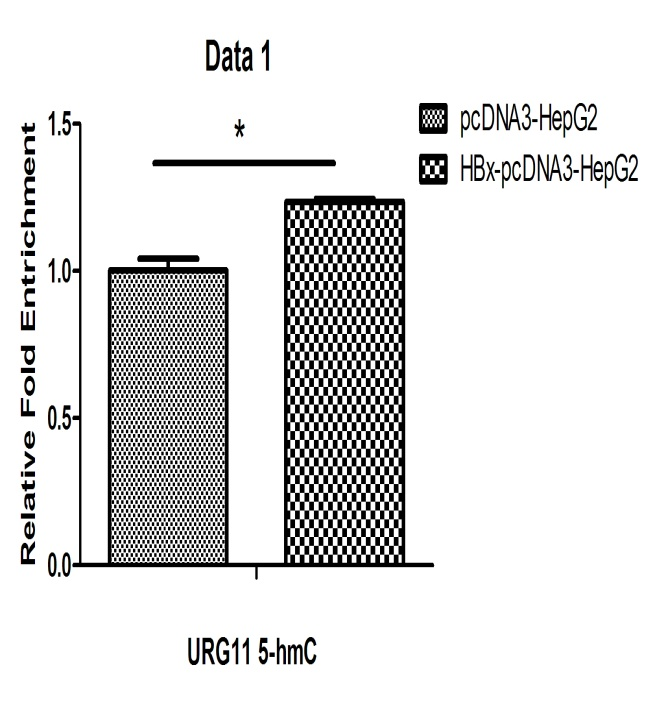 Data 1
*
pcDNA3-HepG2
HBx-pcDNA3-HepG2
Relative Fold Entrichment
1.5
1.0
0.5
0.0
URG11 5-hmC